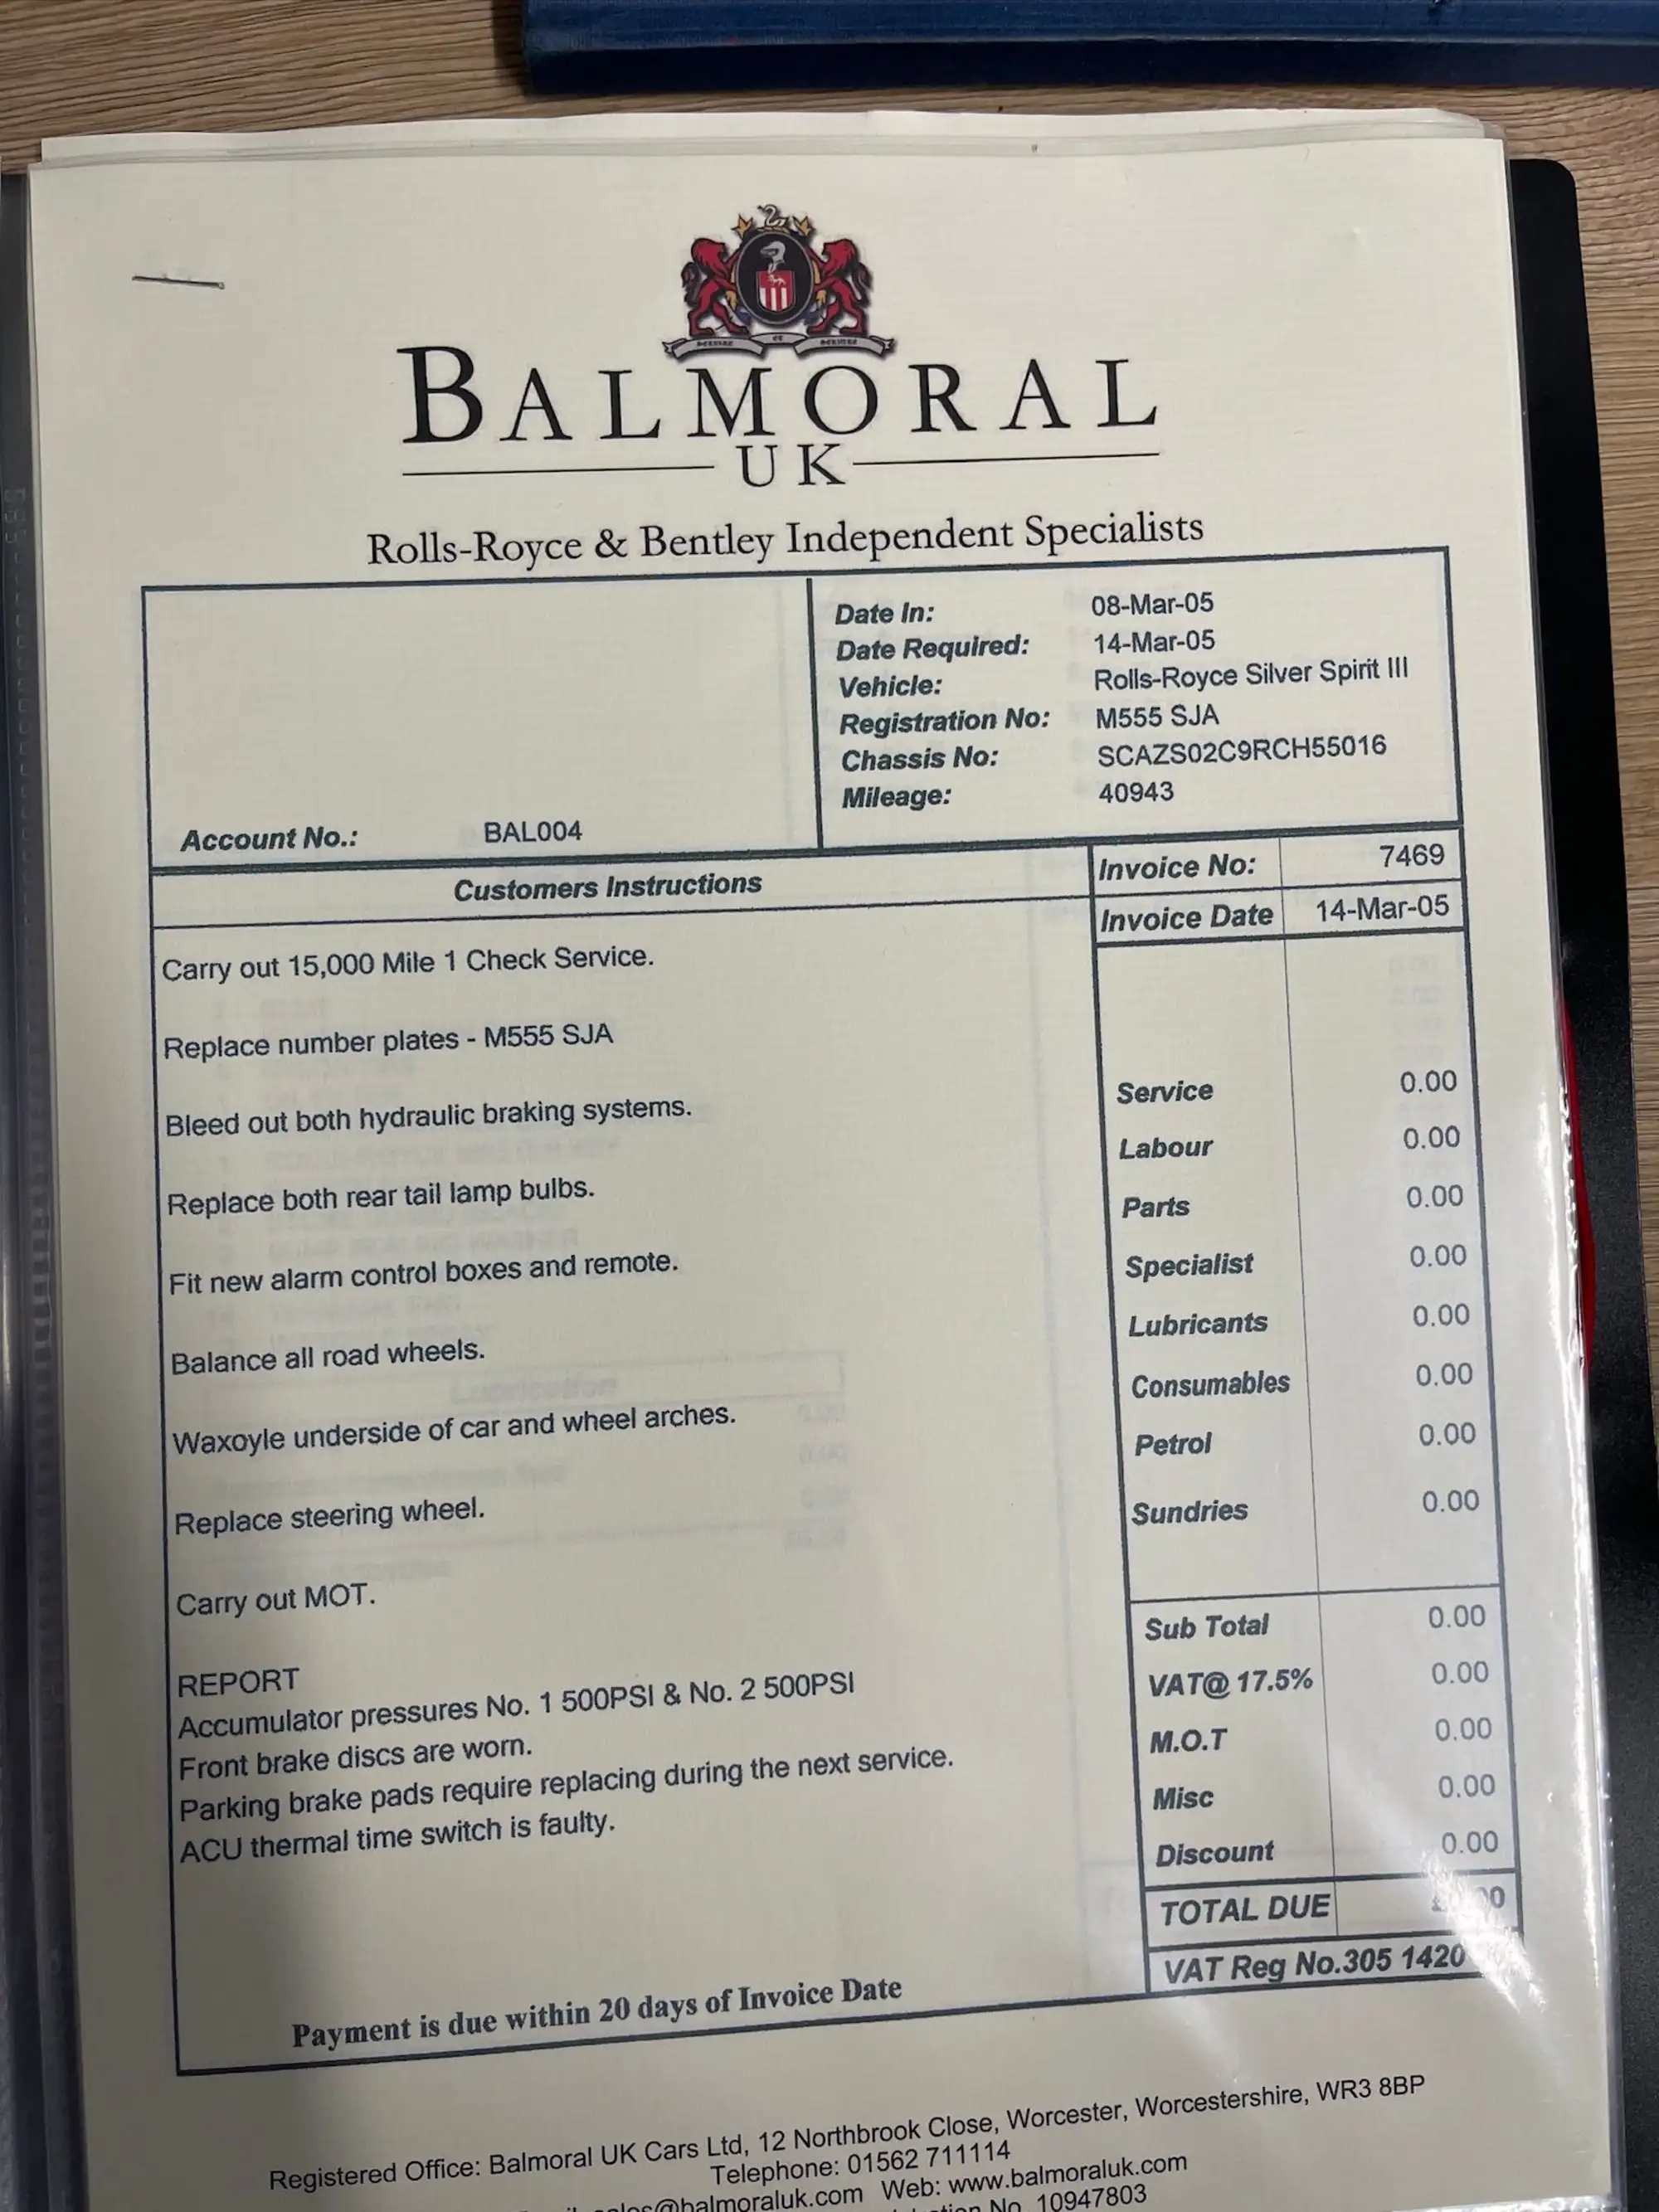 BALMORAL
UK
Rolls-Royce & Bentley Independent Specialists
Date In: 08-Mar-05
Date Required: 14-Mar-05
Vehicle: Rolls-Royce Silver Spirit III
Registration No: M555 SJA
Chassis No: SCAZS02C9RCH55016
Mileage: 40943
Account No.: BAL004
Invoice No: 7469
Customers Instructions
Invoice Date 14-Mar-05
Carry out 15,000 Mile 1 Check Service.
Replace number plates - M555 SJA
Bleed out both hydraulic braking systems.
Replace both rear tail lamp bulbs.
Fit new alarm control boxes and remote.
Balance all road wheels.
Waxoyle underside of car and wheel arches.
Replace steering wheel.
Carry out MOT.
REPORT
Accumulator pressures No. 1 500PSI & No. 2 500PSI
Front brake discs are worn.
Parking brake pads require replacing during the next service.
ACU thermal time switch is faulty.
Service 0.00
Labour 0.00
Parts 0.00
Specialist 0.00
Lubricants 0.00
Consumables 0.00
Petrol 0.00
Sundries 0.00
Sub Total 0.00
VAT@ 17.5% 0.00
M.O.T 0.00
Misc 0.00
Discount 0.00
TOTAL DUE
VAT Reg No.305 1420
Payment is due within 20 days of Invoice Date
Registered Office: Balmoral UK Cars Ltd, 12 Northbrook Close, Worcester, Worcestershire, WR3 8BP
Telephone: 01562 711114
@balmoraluk.com Web: www.balmoraluk.com
No. 10947803